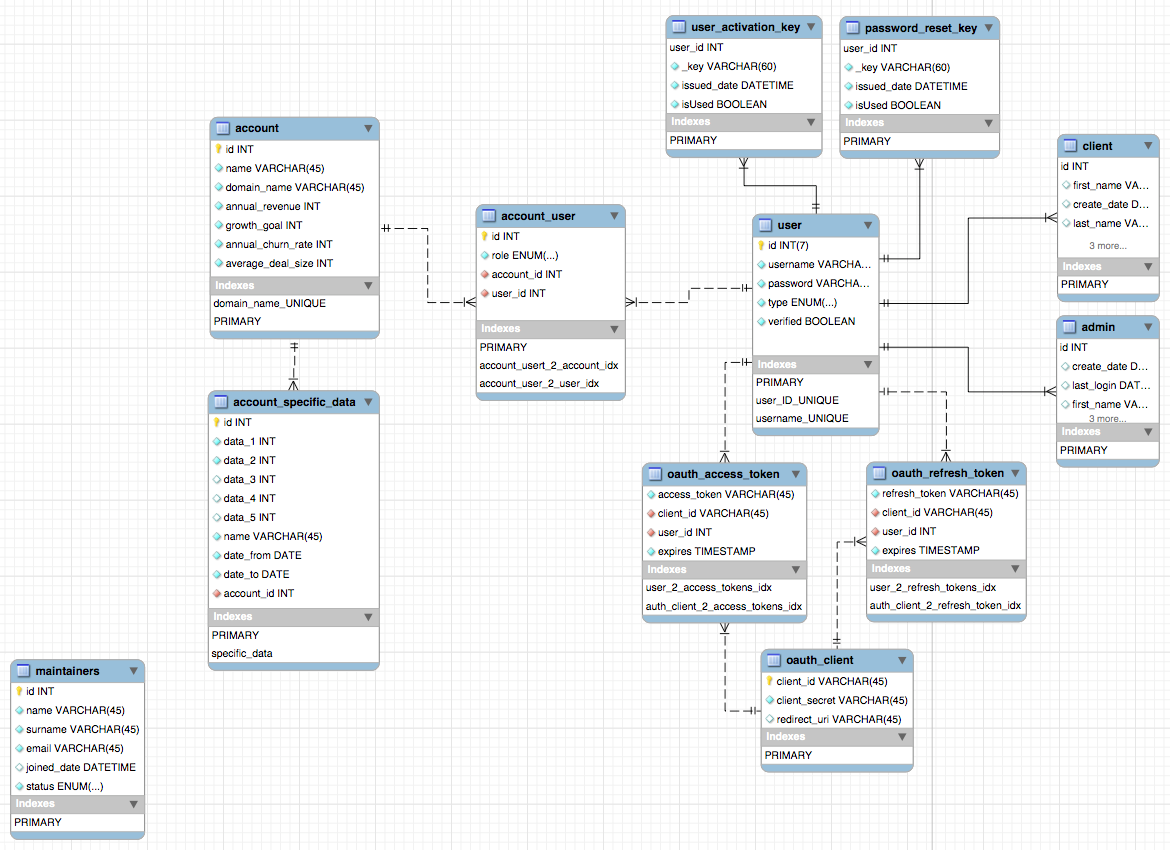 user_activation_key
user_id INT
_key VARCHAR(60)
issued_date DATETIME
isUsed BOOLEAN
Indexes
PRIMARY
password_reset_key
user_id INT
_key VARCHAR(60)
issued_date DATETIME
isUsed BOOLEAN
Indexes
PRIMARY
account
id INT
name VARCHAR(45)
domain_name VARCHAR(45)
annual_revenue INT
growth_goal INT
annual_churn_rate INT
average_deal_size INT
Indexes
domain_name_UNIQUE
PRIMARY
client
id INT
first_name VA...
create_date D...
last_name VA...
3 more...
Indexes
PRIMARY
account_user
id INT
role ENUM(...)
account_id INT
user_id INT
Indexes
PRIMARY
account_usert_2_account_idx
account_user_2_user_idx
user
id INT(7)
username VARCHA...
password VARCHA...
type ENUM(...)
verified BOOLEAN
Indexes
PRIMARY
user_ID_UNIQUE
username_UNIQUE
admin
id INT
create_date D...
last_login DAT...
first_name VA...
3 more...
Indexes
PRIMARY
account_specific_data
id INT
data_1 INT
data_2 INT
data_3 INT
data_4 INT
data_5 INT
name VARCHAR(45)
date_from DATE
date_to DATE
account_id INT
Indexes
PRIMARY
specific_data
oauth_access_token
access_token VARCHAR(45)
client_id VARCHAR(45)
user_id INT
expires TIMESTAMP
Indexes
user_2_access_tokens_idx
auth_client_2_access_tokens_idx
oauth_refresh_token
refresh_token VARCHAR(45)
client_id VARCHAR(45)
user_id INT
expires TIMESTAMP
Indexes
user_2_refresh_tokens_idx
auth_client_2_refresh_token_idx
oauth_client
client_id VARCHAR(45)
client_secret VARCHAR(45)
redirect_uri VARCHAR(45)
Indexes
PRIMARY
maintainers
id INT
name VARCHAR(45)
surname VARCHAR(45)
email VARCHAR(45)
joined_date DATETIME
status ENUM(...)
Indexes
PRIMARY